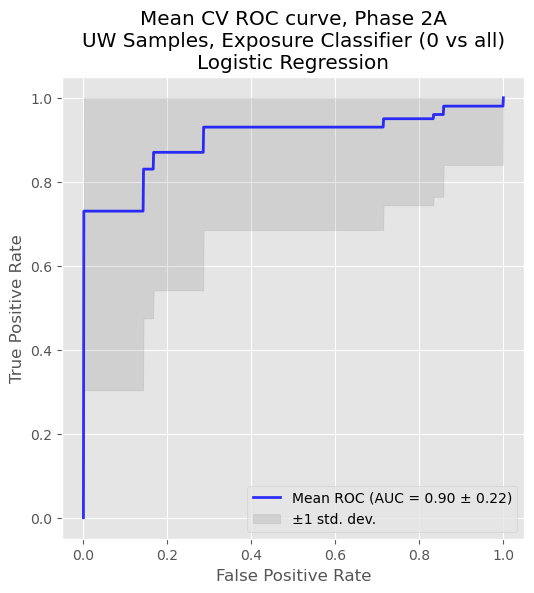 Mean CV ROC curve, Phase 2A
UW Samples, Exposure Classifier (0 vs all)
Logistic Regression
1.0
0.8
0.6
0.4
0.2
0.0
True Positive Rate
Mean ROC (AUC = 0.90 ± 0.22)
±1 std. dev.
0.0 0.2 0.4 0.6 0.8 1.0
False Positive Rate